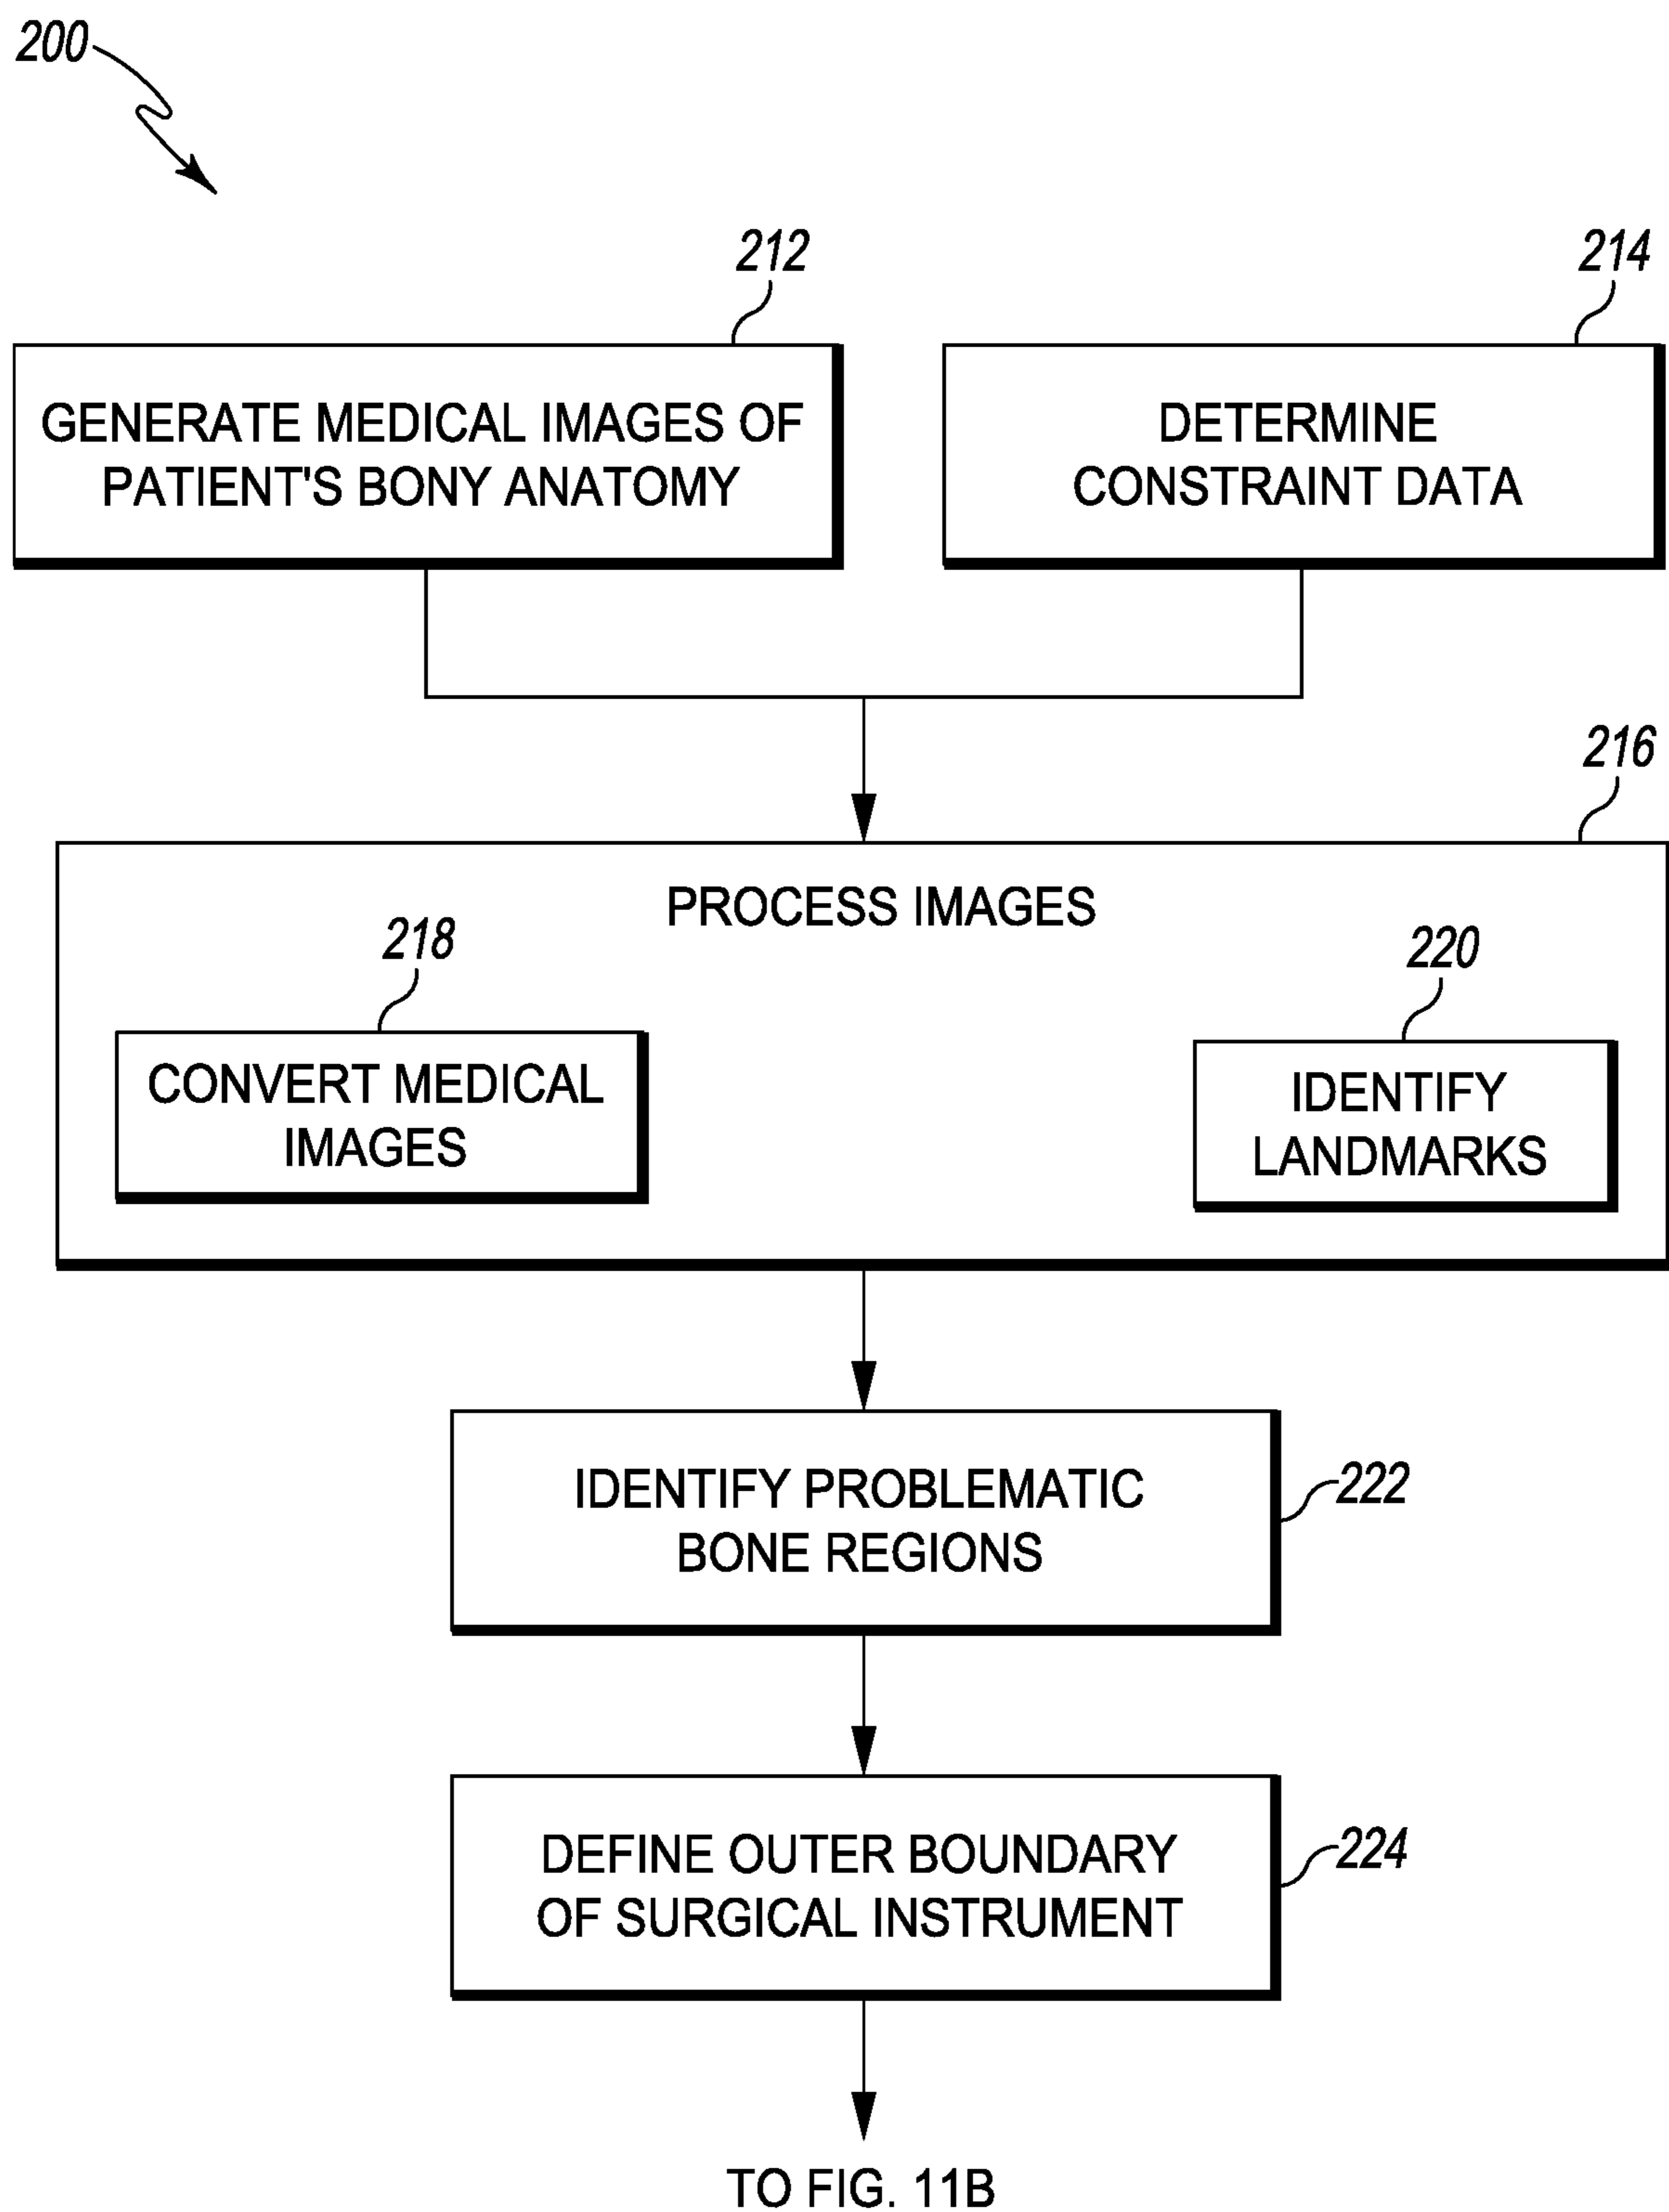 200
212
214
GENERATE MEDICAL IMAGES OF
PATIENT'S BONY ANATOMY
DETERMINE
CONSTRAINT DATA
216
PROCESS IMAGES
218
220
CONVERT MEDICAL
IMAGES
IDENTIFY
LANDMARKS
IDENTIFY PROBLEMATIC
BONE REGIONS
222
DEFINE OUTER BOUNDARY
OF SURGICAL INSTRUMENT
224
TO FIG. 11B